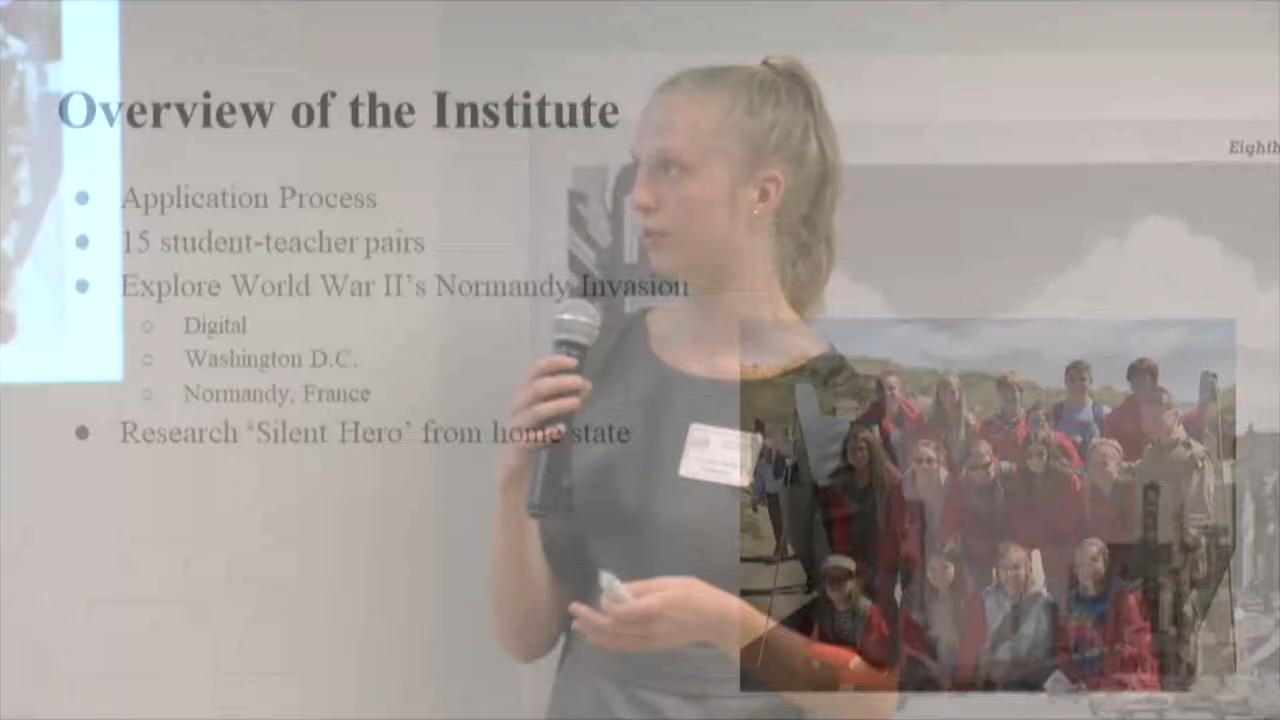 Overview of the Institute
Eighth
● Application Process
● 15 student-teacher pairs
● Explore World War II's Normandy Invasion
○ Digital
○ Washington D.C.
○ Normandy, France
● Research 'Silent Hero' from home state